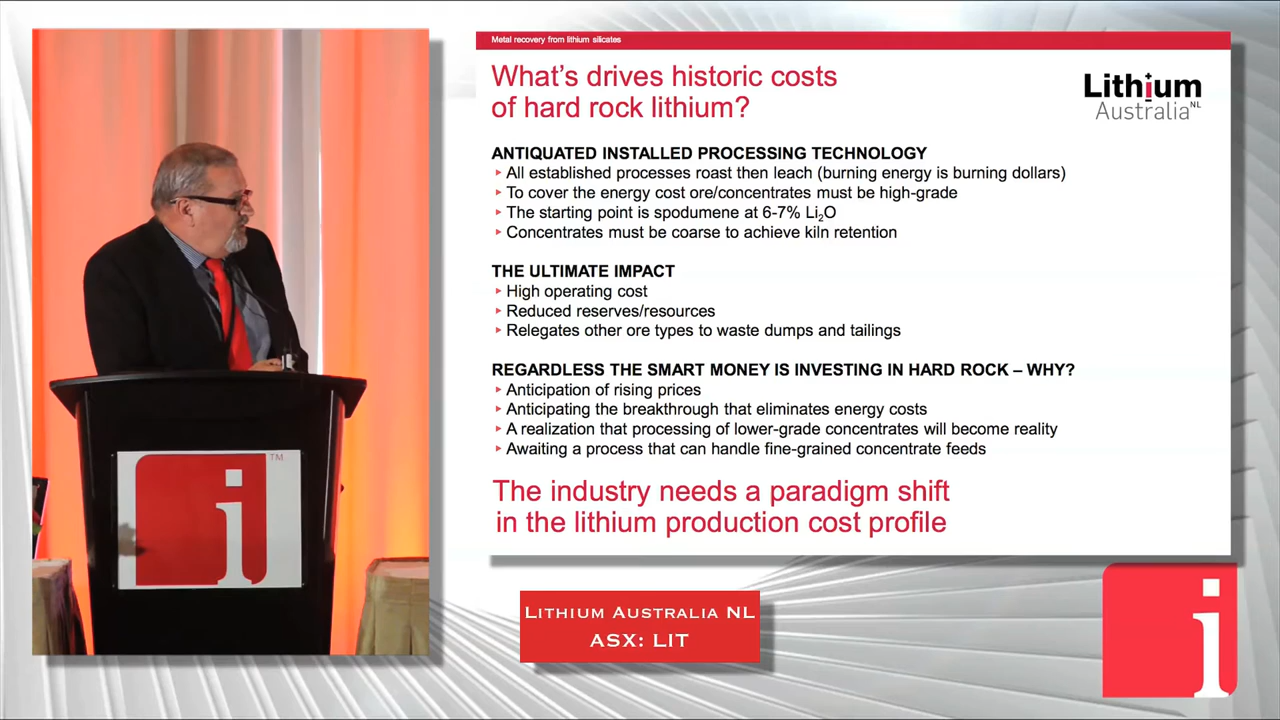 Metal recovery from lithium silicates
What's drives historic costs
of hard rock lithium?
Lithium
Australia NL
ANTIQUATED INSTALLED PROCESSING TECHNOLOGY
‣ All established processes roast then leach (burning energy is burning dollars)
‣ To cover the energy cost ore/concentrates must be high-grade
‣ The starting point is spodumene at 6-7% Li₂O
‣ Concentrates must be coarse to achieve kiln retention
THE ULTIMATE IMPACT
‣ High operating cost
‣ Reduced reserves/resources
‣ Relegates other ore types to waste dumps and tailings
REGARDLESS THE SMART MONEY IS INVESTING IN HARD ROCK – WHY?
‣ Anticipation of rising prices
‣ Anticipating the breakthrough that eliminates energy costs
‣ A realization that processing of lower-grade concentrates will become reality
‣ Awaiting a process that can handle fine-grained concentrate feeds
The industry needs a paradigm shift
in the lithium production cost profile
i
TM
LITHIUM AUSTRALIA NL
ASX: LIT
i